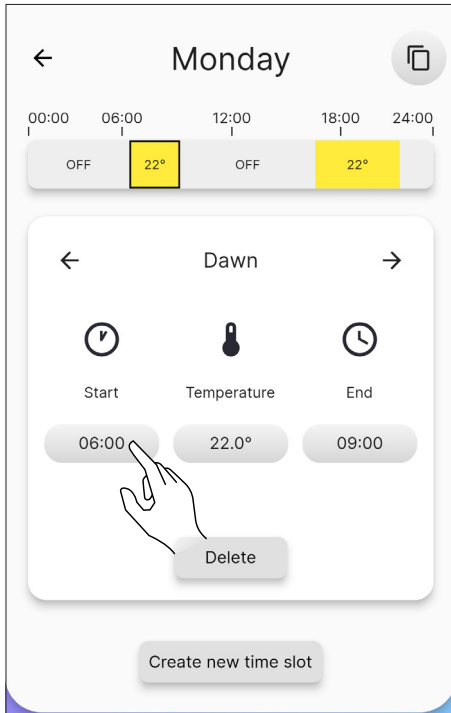 Monday
00:00 06:00 12:00 18:00 24:00
OFF 22° OFF 22°
Dawn
Start Temperature End
06:00 22.0° 09:00
Delete
Create new time slot